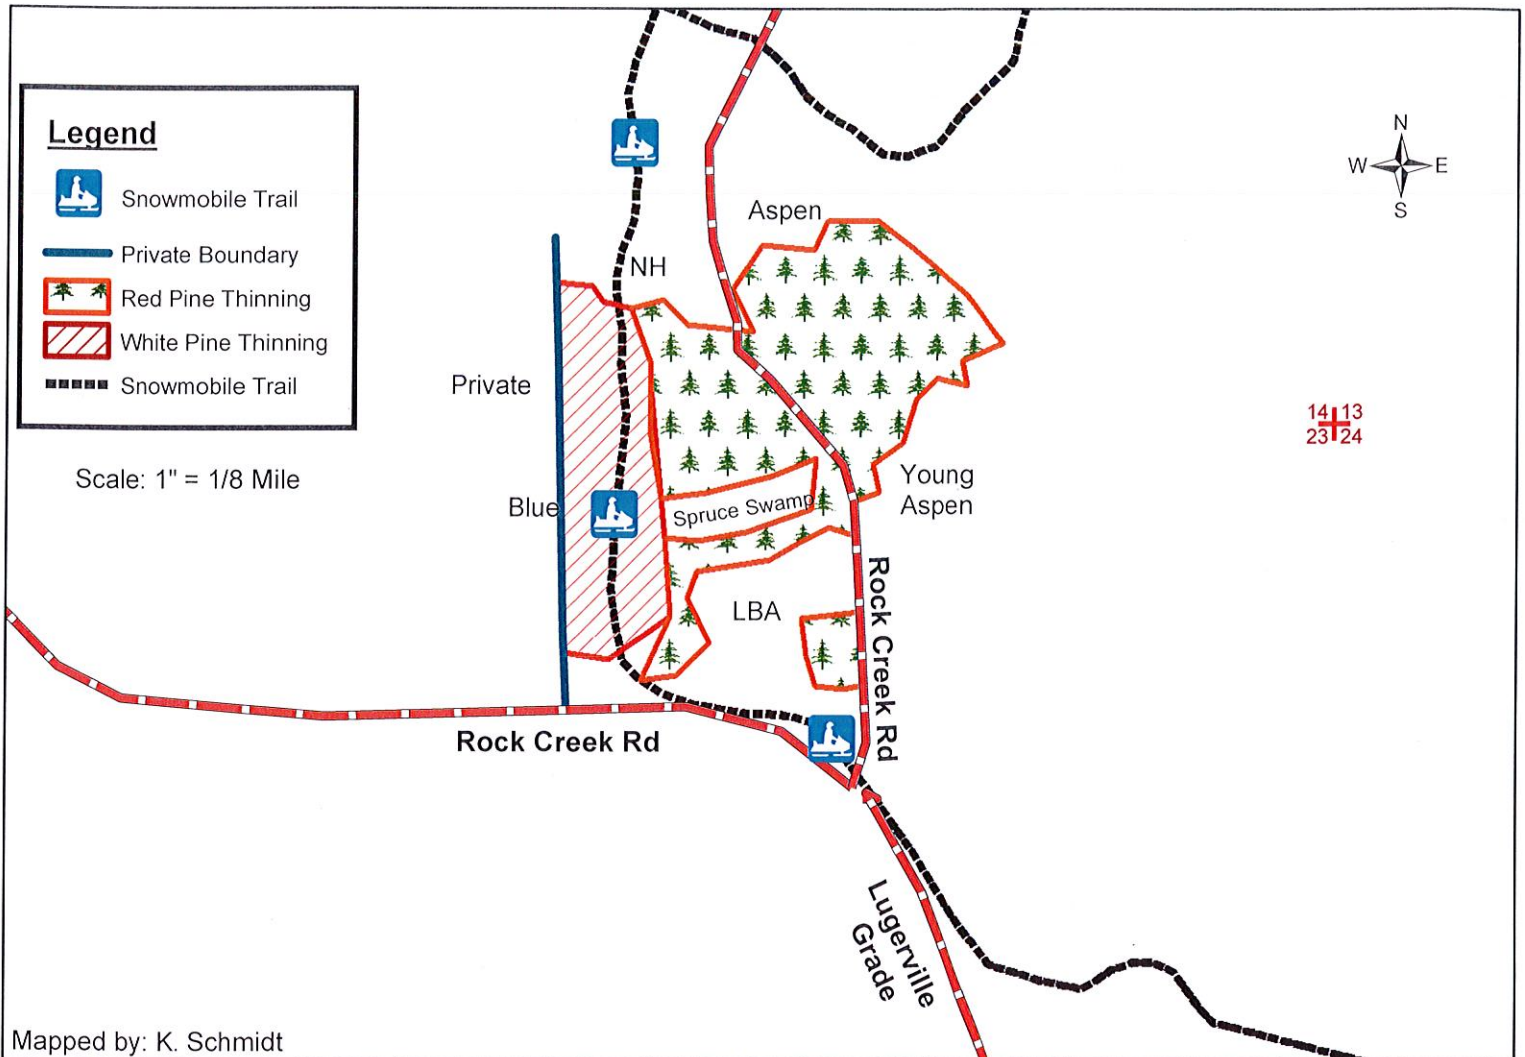 Legend
Snowmobile Trail
Private Boundary
Red Pine Thinning
White Pine Thinning
Snowmobile Trail
Scale: 1" = 1/8 Mile
N
W E
S
Aspen
NH
Private
14 13
23 24
Blue
Spruce Swamp
Young
Aspen
LBA
Rock Creek Rd
Rock Creek Rd
Lugerville
Grade
Mapped by: K. Schmidt